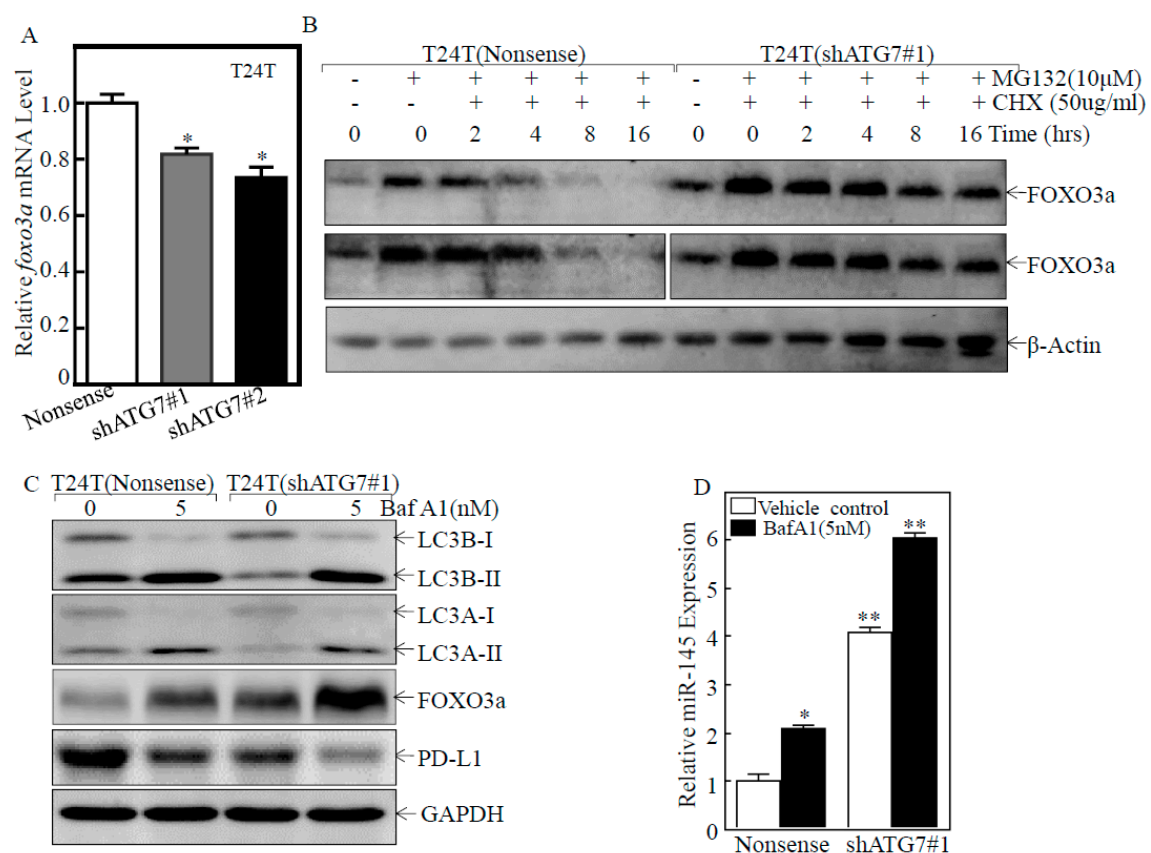 A
T24T
Relative foxo3a mRNA Level
1.0
0.8
0.6
0.4
0.2
0
*
*
Nonsense
shATG7#1
shATG7#2
B
T24T(Nonsense) T24T(shATG7#1)
- + + + + + - + + + + + MG132(10μM)
- - + + + + - - + + + + CHX (50ug/ml)
0 0 2 4 8 16 0 0 2 4 8 16 Time (hrs)
FOXO3a
FOXO3a
β-Actin
C
T24T(Nonsense) T24T(shATG7#1)
0 5 0 5 Baf A1(nM)
LC3B-I
LC3B-II
LC3A-I
LC3A-II
FOXO3a
PD-L1
GAPDH
D
Vehicle control
BafA1(5nM)
Relative miR-145 Expression
6
5
4
3
2
1
0
*
**
**
Nonsense shATG7#1